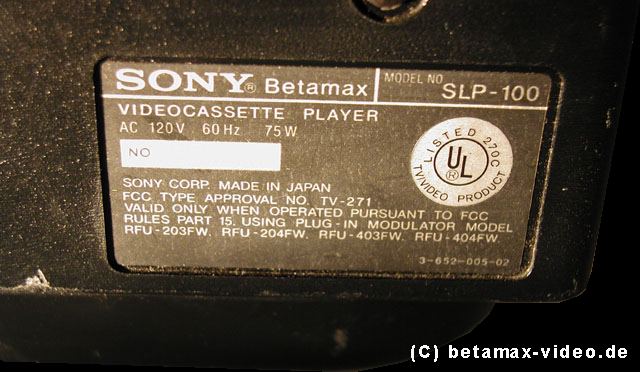 SONY® Betamax MODEL NO. SLP-100
VIDEOCASSETTE PLAYER
AC 120V 60Hz 75W
NO
LISTED 270C
UL®
TV/VIDEO PRODUCT
SONY CORP. MADE IN JAPAN
FCC TYPE APPROVAL NO. TV-271
VALID ONLY WHEN OPERATED PURSUANT TO FCC
RULES PART 15, USING PLUG-IN MODULATOR MODEL
RFU-203FW, RFU-204FW, RFU-403FW, RFU-404FW.
3-652-005-02
(C) betamax-video.de